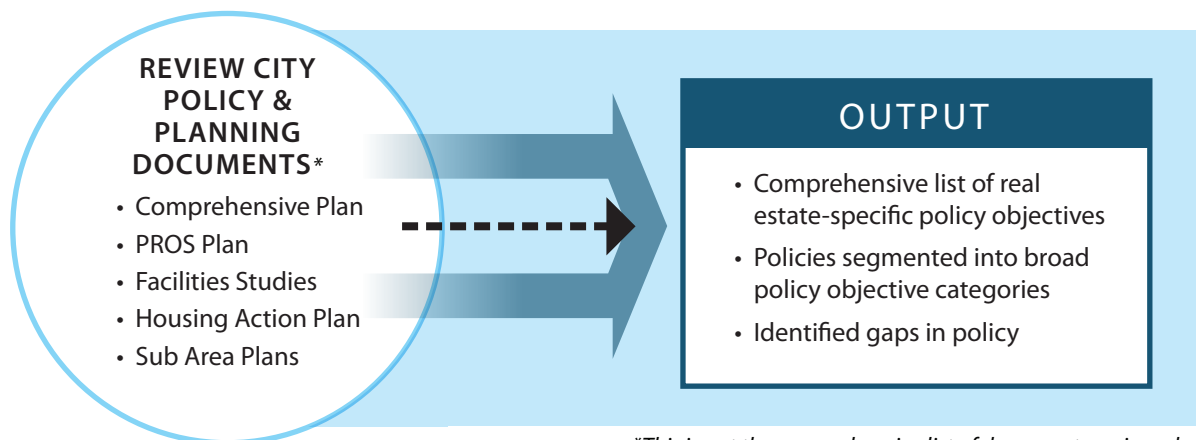 REVIEW CITY
POLICY &
PLANNING
DOCUMENTS*
• Comprehensive Plan
• PROS Plan
• Facilities Studies
• Housing Action Plan
• Sub Area Plans
OUTPUT
• Comprehensive list of real
estate-specific policy objectives
• Policies segmented into broad
policy objective categories
• Identified gaps in policy